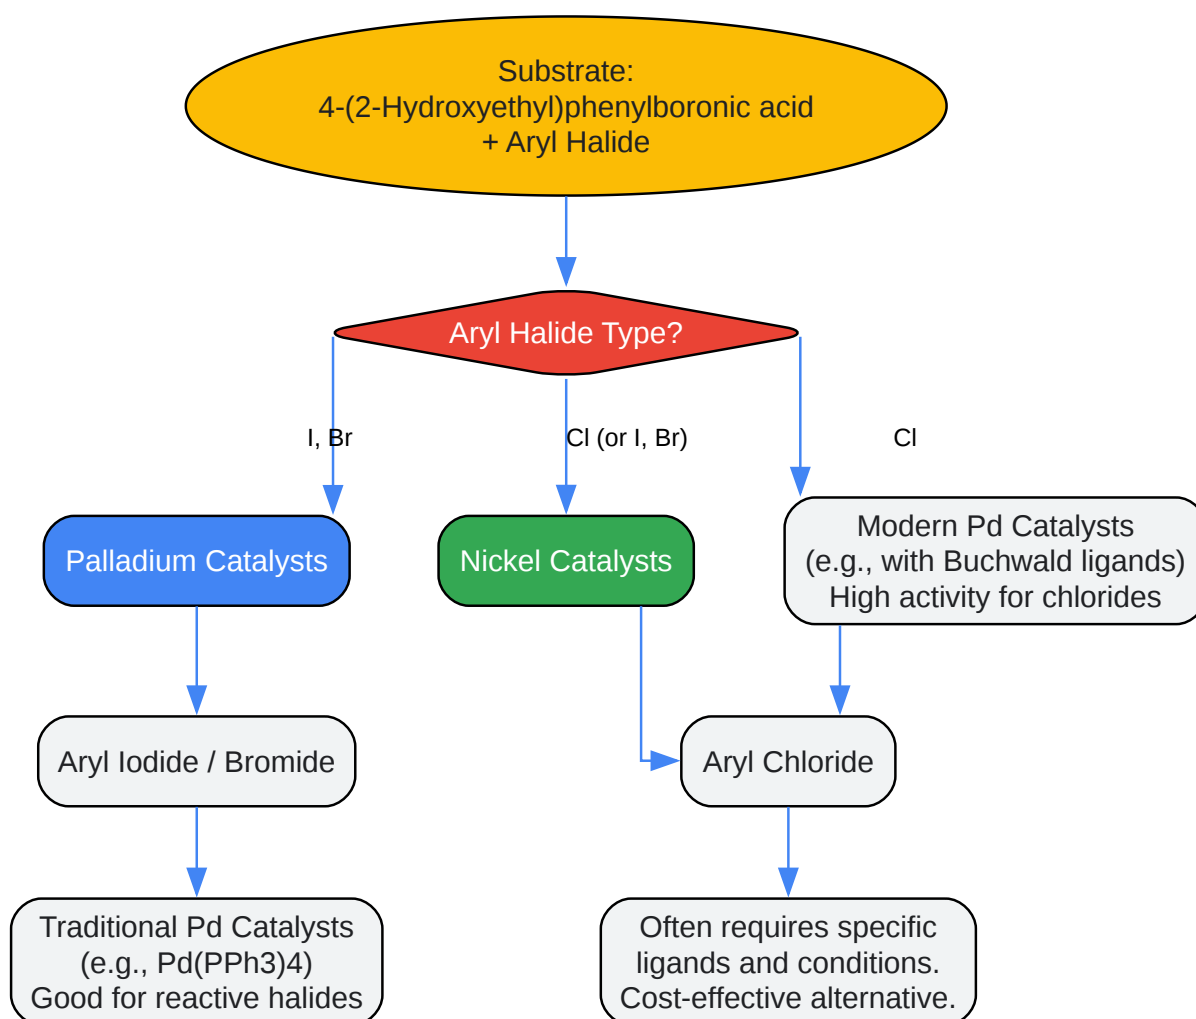 Substrate:
4-(2-Hydroxyethyl)phenylboronic acid
+ Aryl Halide
Aryl Halide Type?
I, Br
Cl (or I, Br)
Cl
Palladium Catalysts
Nickel Catalysts
Modern Pd Catalysts
(e.g., with Buchwald ligands)
High activity for chlorides
Aryl Iodide / Bromide
Aryl Chloride
Traditional Pd Catalysts
(e.g., Pd(PPh3)4)
Good for reactive halides
Often requires specific
ligands and conditions.
Cost-effective alternative.